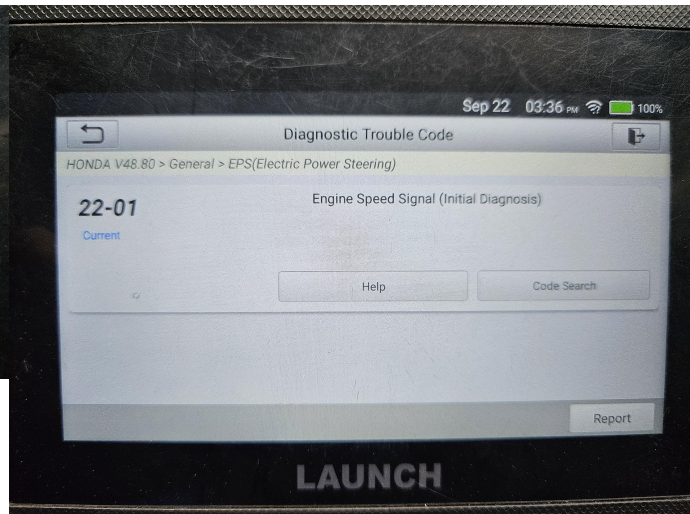 Sep 22 03:36 PM 100%
Diagnostic Trouble Code
HONDA V48.80 > General > EPS(Electric Power Steering)
22-01 Engine Speed Signal (Initial Diagnosis)
Current
Help Code Search
Report
LAUNCH